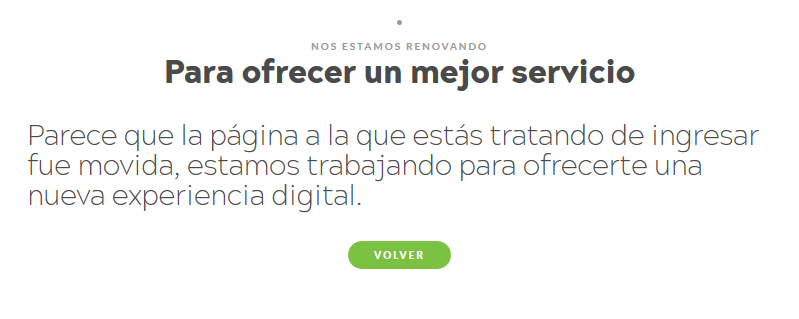 NOS ESTAMOS RENOVANDO
Para ofrecer un mejor servicio
Parece que la página a la que estás tratando de ingresar
fue movida, estamos trabajando para ofrecerte una
nueva experiencia digital.
VOLVER